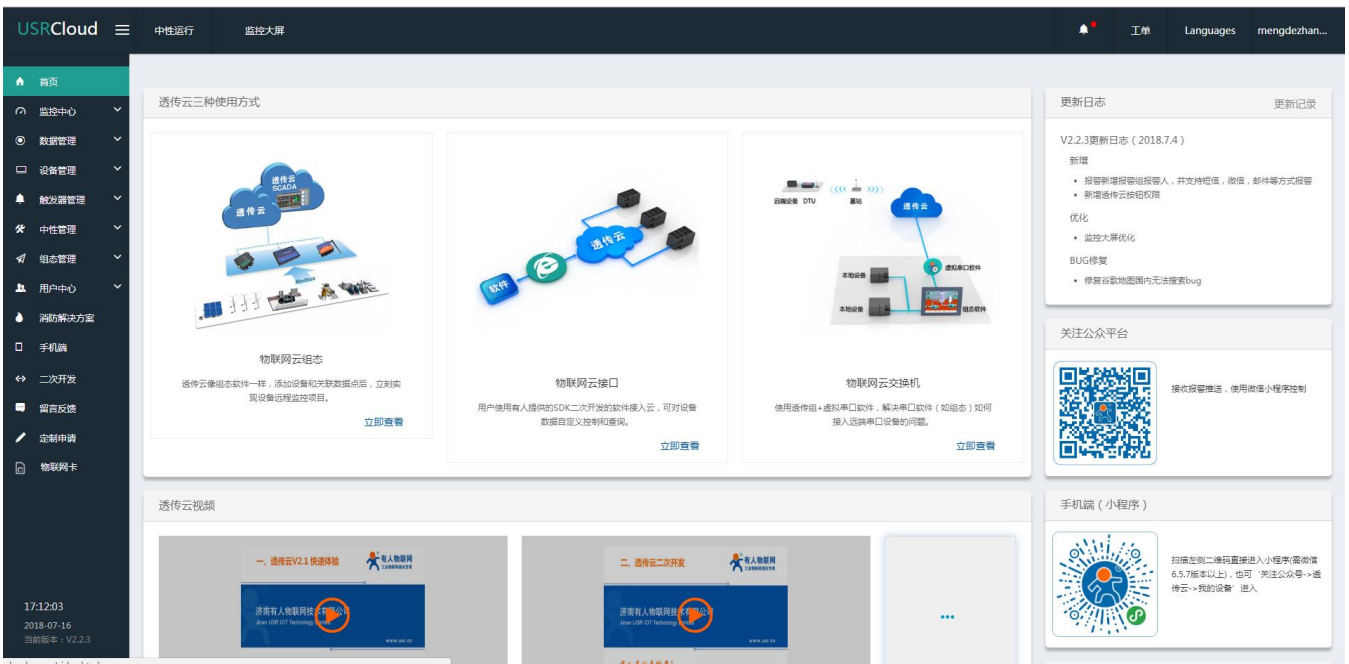 USRCloud
中性运行
监控大屏
工单
Languages
mengdezhan...
首页
监控中心
数据管理
设备管理
触发器管理
中性管理
组态管理
用户中心
消防解决方案
手机端
二次开发
留言反馈
定制申请
物联网卡
17:12:03
2018-07-16
当前版本：V2.2.3
透传云三种使用方式
透传云
SCADA
透传云
Modbus
物联网云组态
透传云像组态软件一样，添加设备和关联数据点后，立刻实
现设备远程监控项目。
立即查看
透传云
软件
物联网云接口
用户使用有人提供的SDK二次开发的软件接入云，可对设备
数据自定义控制和查询。
立即查看
远端设备 DTU
基站
透传云
虚拟串口软件
本地设备
本地设备
组态软件
物联网云交换机
使用透传组+虚拟串口软件，解决串口软件（如组态）如何
接入远端串口设备的问题。
立即查看
透传云视频
一、透传云V2.1 快速体验
有人物联网
济南有人物联网技术有限公司
Jinan USR IOT Technology Limited
www.usr.cn
二、透传云二次开发
有人物联网
济南有人物联网技术有限公司
Jinan USR IOT Technology Limited
www.usr.cn
...
更新日志
更新记录
V2.2.3更新日志（2018.7.4）
新增
• 报警新增报警组报警人，并支持短信，微信，邮件等方式报警
• 新增透传云按钮权限
优化
• 监控大屏优化
BUG修复
• 修复谷歌地图国内无法搜索bug
关注公众平台
接收报警推送，使用微信小程序控制
手机端（小程序）
扫描左侧二维码直接进入小程序(需微信
6.5.7版本以上)，也可‘关注公众号->透
传云->我的设备’进入